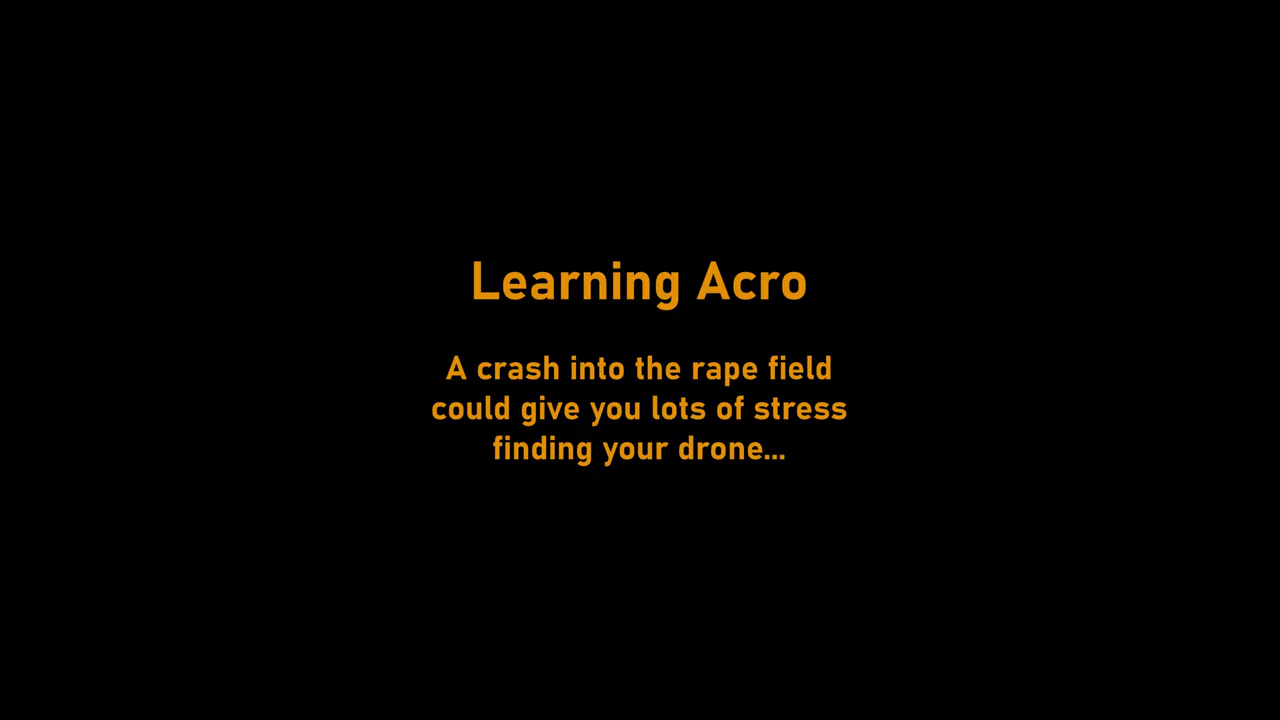 Learning Acro
A crash into the rape field
could give you lots of stress
finding your drone...